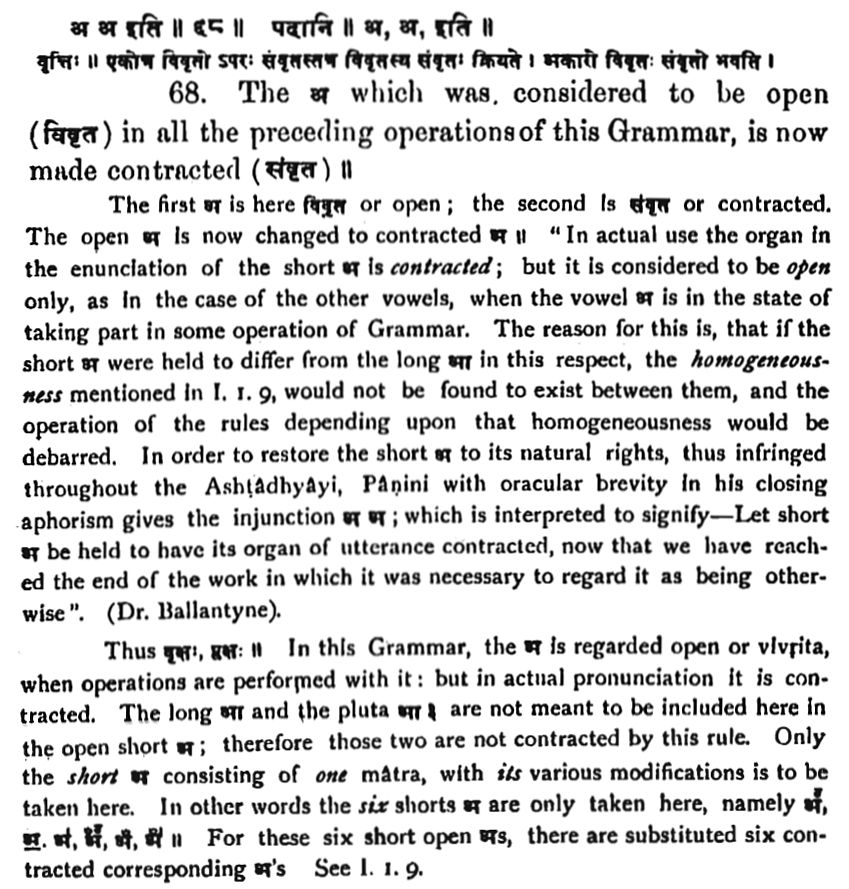 अ अ इति ॥ ६८ ॥ पदानि ॥ अ, अ, इति ॥
वृत्तिः ॥ एकोत्र विवृतो ऽपरः संवृतस्तत्र विवृतस्य संवृतः क्रियते । अकारो विवृतः संवृतो भवति ।
68. The अ which was. considered to be open
(विवृत) in all the preceding operations of this Grammar, is now
made contracted (संवृत) ॥
The first अ is here विवृत or open; the second is संवृत or contracted.
The open अ is now changed to contracted अ ॥ "In actual use the organ in
the enunciation of the short अ is contracted; but it is considered to be open
only, as in the case of the other vowels, when the vowel अ is in the state of
taking part in some operation of Grammar. The reason for this is, that if the
short अ were held to differ from the long आ in this respect, the homogeneous-
ness mentioned in I. 1. 9, would not be found to exist between them, and the
operation of the rules depending upon that homogeneousness would be
debarred. In order to restore the short अ to its natural rights, thus infringed
throughout the Ashṭâdhyâyi, Pâṇini with oracular brevity in his closing
aphorism gives the injunction अ अ; which is interpreted to signify—Let short
अ be held to have its organ of utterance contracted, now that we have reach-
ed the end of the work in which it was necessary to regard it as being other-
wise". (Dr. Ballantyne).
Thus वृक्षः, प्लक्षः ॥ In this Grammar, the अ is regarded open or vivṛita,
when operations are performed with it: but in actual pronunciation it is con-
tracted. The long आ and the pluta आ३ are not meant to be included here in
the open short अ; therefore those two are not contracted by this rule. Only
the short अ consisting of one mâtra, with its various modifications is to be
taken here. In other words the six shorts अ are only taken here, namely
For these six short open अs, there are substituted six con-
tracted corresponding अ's See I. 1. 9.